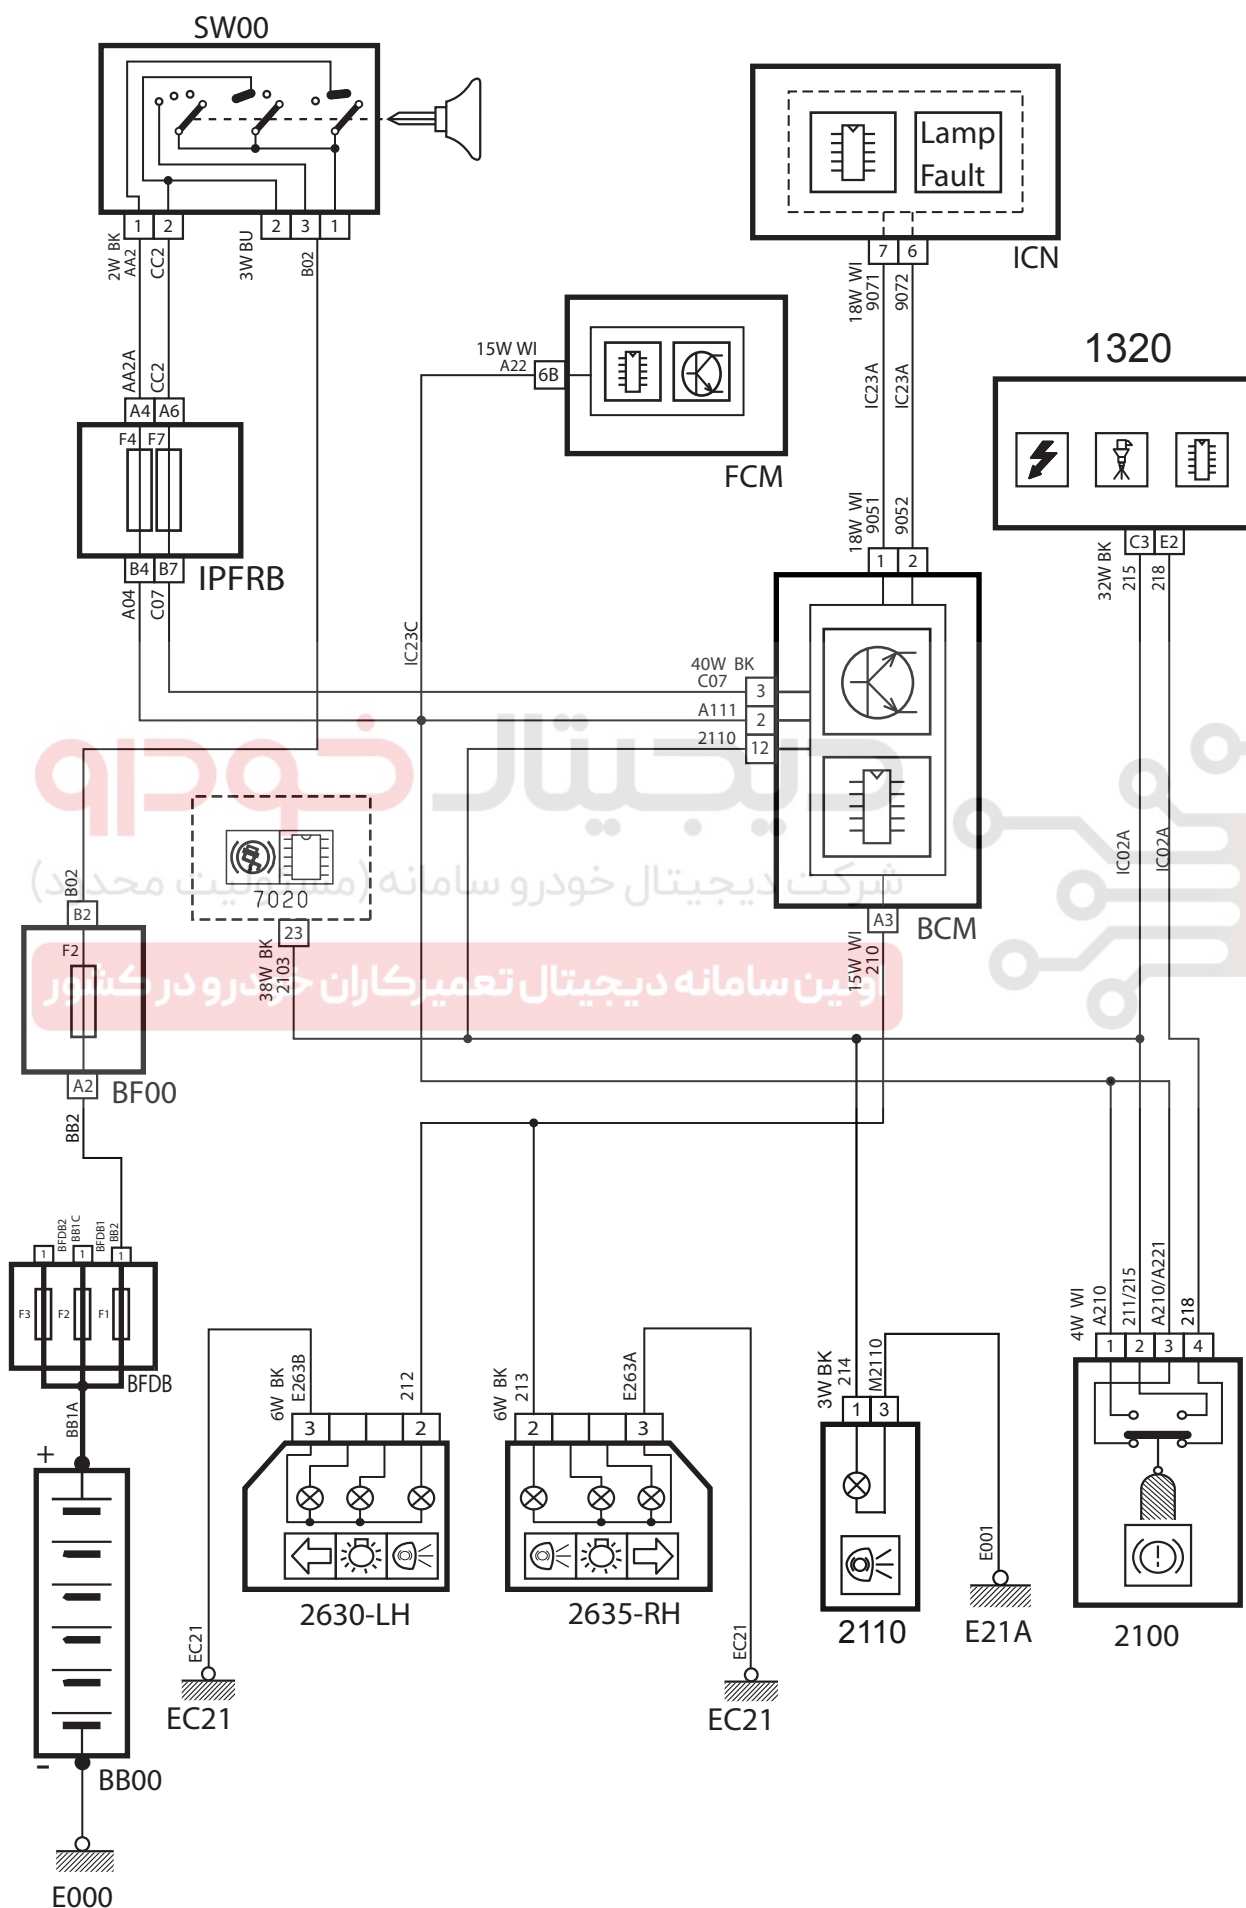 SW00
1
2
2
3
1
2W BK
AA2
CC2
3W BU
B02
AA2A
CC2
A4
A6
F4
F7
B4
B7
IPFRB
A04
C07
Lamp
Fault
7
6
ICN
18W WI
9071
9072
IC23A
IC23A
18W WI
9051
9052
1
2
15W WI
A22
6B
FCM
IC23C
1320
C3
E2
32W BK
215
218
40W BK
C07
3
A111
2
2110
12
دیجیتال خودرو
شرکت دیجیتال خودرو سامانه (مسئولیت محدود)
اولین سامانه دیجیتال تعمیرکاران خودرو در کشور
IC02A
IC02A
7020
23
38W BK
2103
A3
BCM
15W WI
210
B02
B2
F2
A2
BF00
BB2
BFDB2
BB1C
BFDB1
BB2
1
1
1
F3
F2
F1
BFDB
BB1A
+
-
BB00
E000
6W BK
E263B
212
3
2
2630-LH
EC21
EC21
6W BK
213
E263A
2
3
2635-RH
EC21
EC21
3W BK
214
M2110
1
3
2110
E001
E21A
4W WI
A210
211/215
A210/A221
218
1
2
3
4
2100